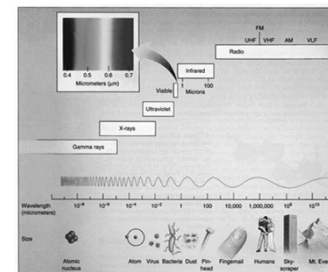 FM
UHF VHF AM VLF
Radio
Infrared
1 100
Microns
0.4 0.5 0.6 0.7
Micrometers (μm)
Visible
Ultraviolet
X-rays
Gamma rays
Wavelength
(micrometers)
1 100 10,000 1,000,000
Size
Atomic
nucleus
Atom Virus Bacteria Dust Pin-
head
Fingernail Humans Sky-
scraper